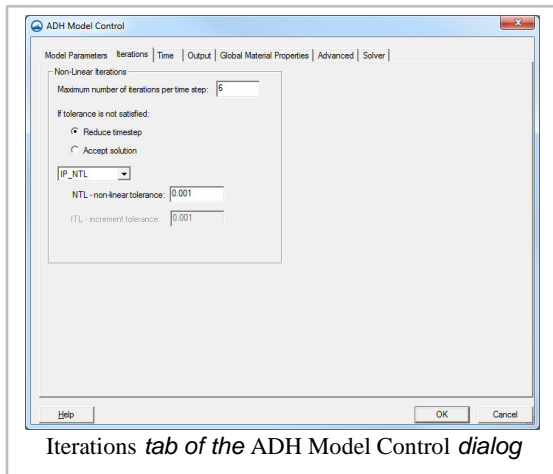 ADH Model Control
Model Parameters Iterations Time Output Global Material Properties Advanced Solver
Non-Linear Iterations
Maximum number of iterations per time step: 6
If tolerance is not satisfied:
Reduce timestep
Accept solution
IP_NTL
NTL - non-linear tolerance: 0.001
ITL - increment tolerance: 0.001
Help OK Cancel
Iterations tab of the ADH Model Control dialog